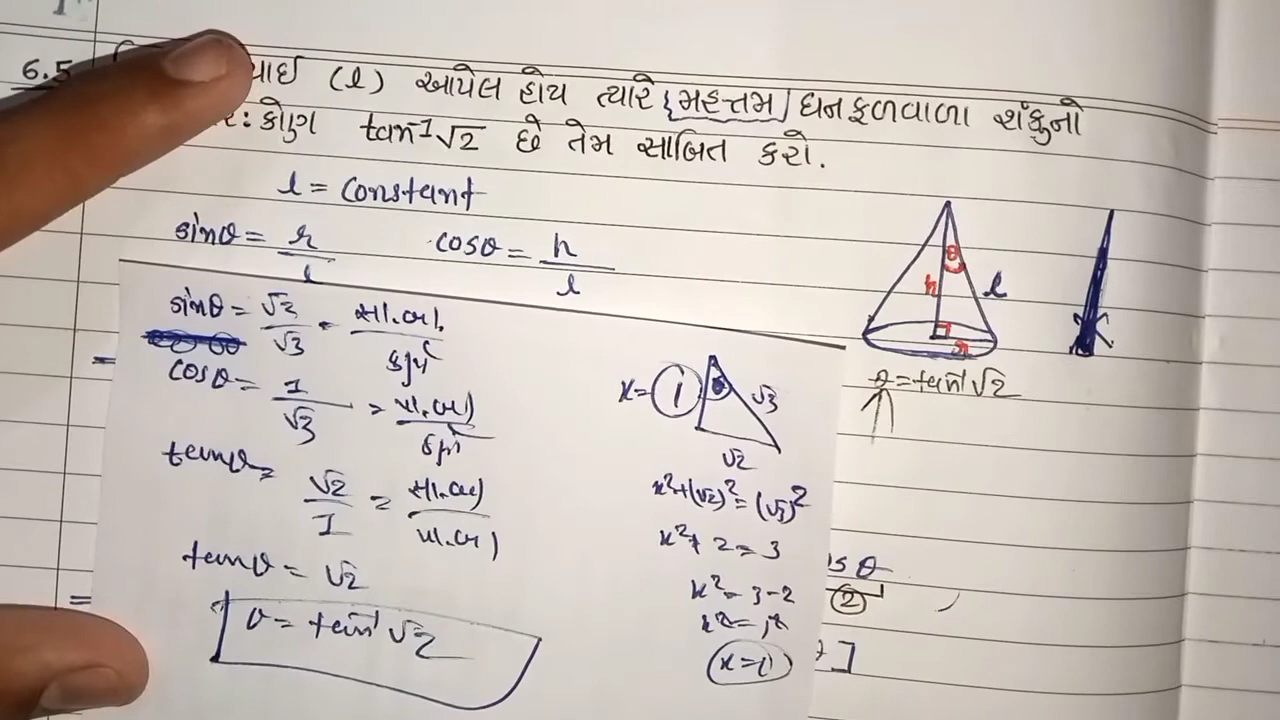 6.5
(l) આપેલ હોય ત્યારે {મહત્તમ} ઘનફળવાળા શંકુનો
કોણ tan⁻¹√2 છે તેમ સાબિત કરો.
l = constant
sinθ = r/l cosθ = h/l
θ
h
l
r
θ = tan⁻¹√2
sinθ = √2/√3 = સા.બા./કર્ણ
cosθ = 1/√3 = પા.બા./કર્ણ
tanθ =
√2/1 = સા.બા./પા.બા.
tanθ = √2
θ = tan⁻¹√2
x = 1
θ
√3
√2
x² + (√2)² = (√3)²
x² + 2 = 3
x² = 3 - 2
x = 1
os θ
2
]